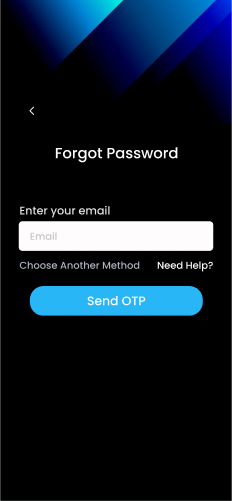 Forgot Password
Enter your email
Email
Choose Another Method Need Help?
Send OTP